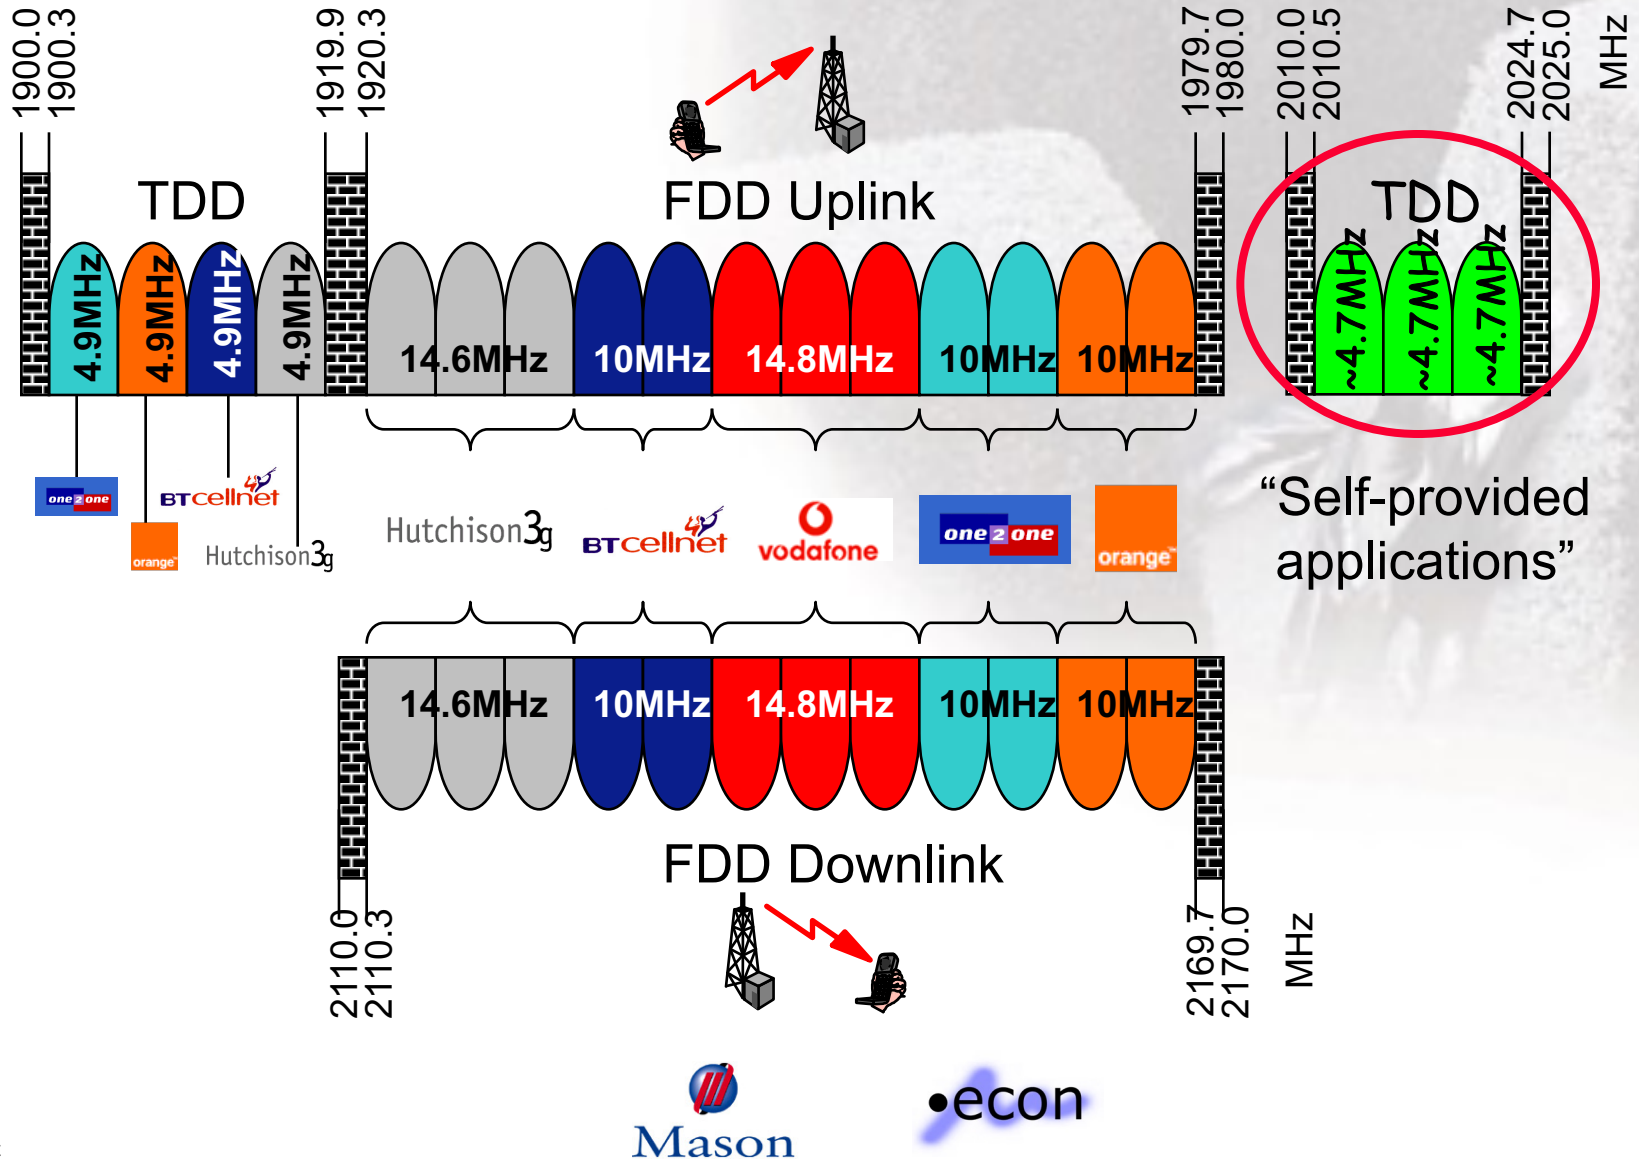 1900.0
1900.3
1919.9
1920.3
1979.7
1980.0
2010.0
2010.5
2024.7
2025.0
MHz
TDD
FDD Uplink
TDD
4.9MHz
4.9MHz
4.9MHz
4.9MHz
14.6MHz
10MHz
14.8MHz
10MHz
10MHz
~4.7MHz
~4.7MHz
~4.7MHz
one 2 one
BTcellnet
orange™
Hutchison3g
Hutchison3g
BTcellnet
vodafone
one 2 one
orange™
“Self-provided
applications”
14.6MHz
10MHz
14.8MHz
10MHz
10MHz
FDD Downlink
2110.0
2110.3
2169.7
2170.0
MHz
Mason
•econ